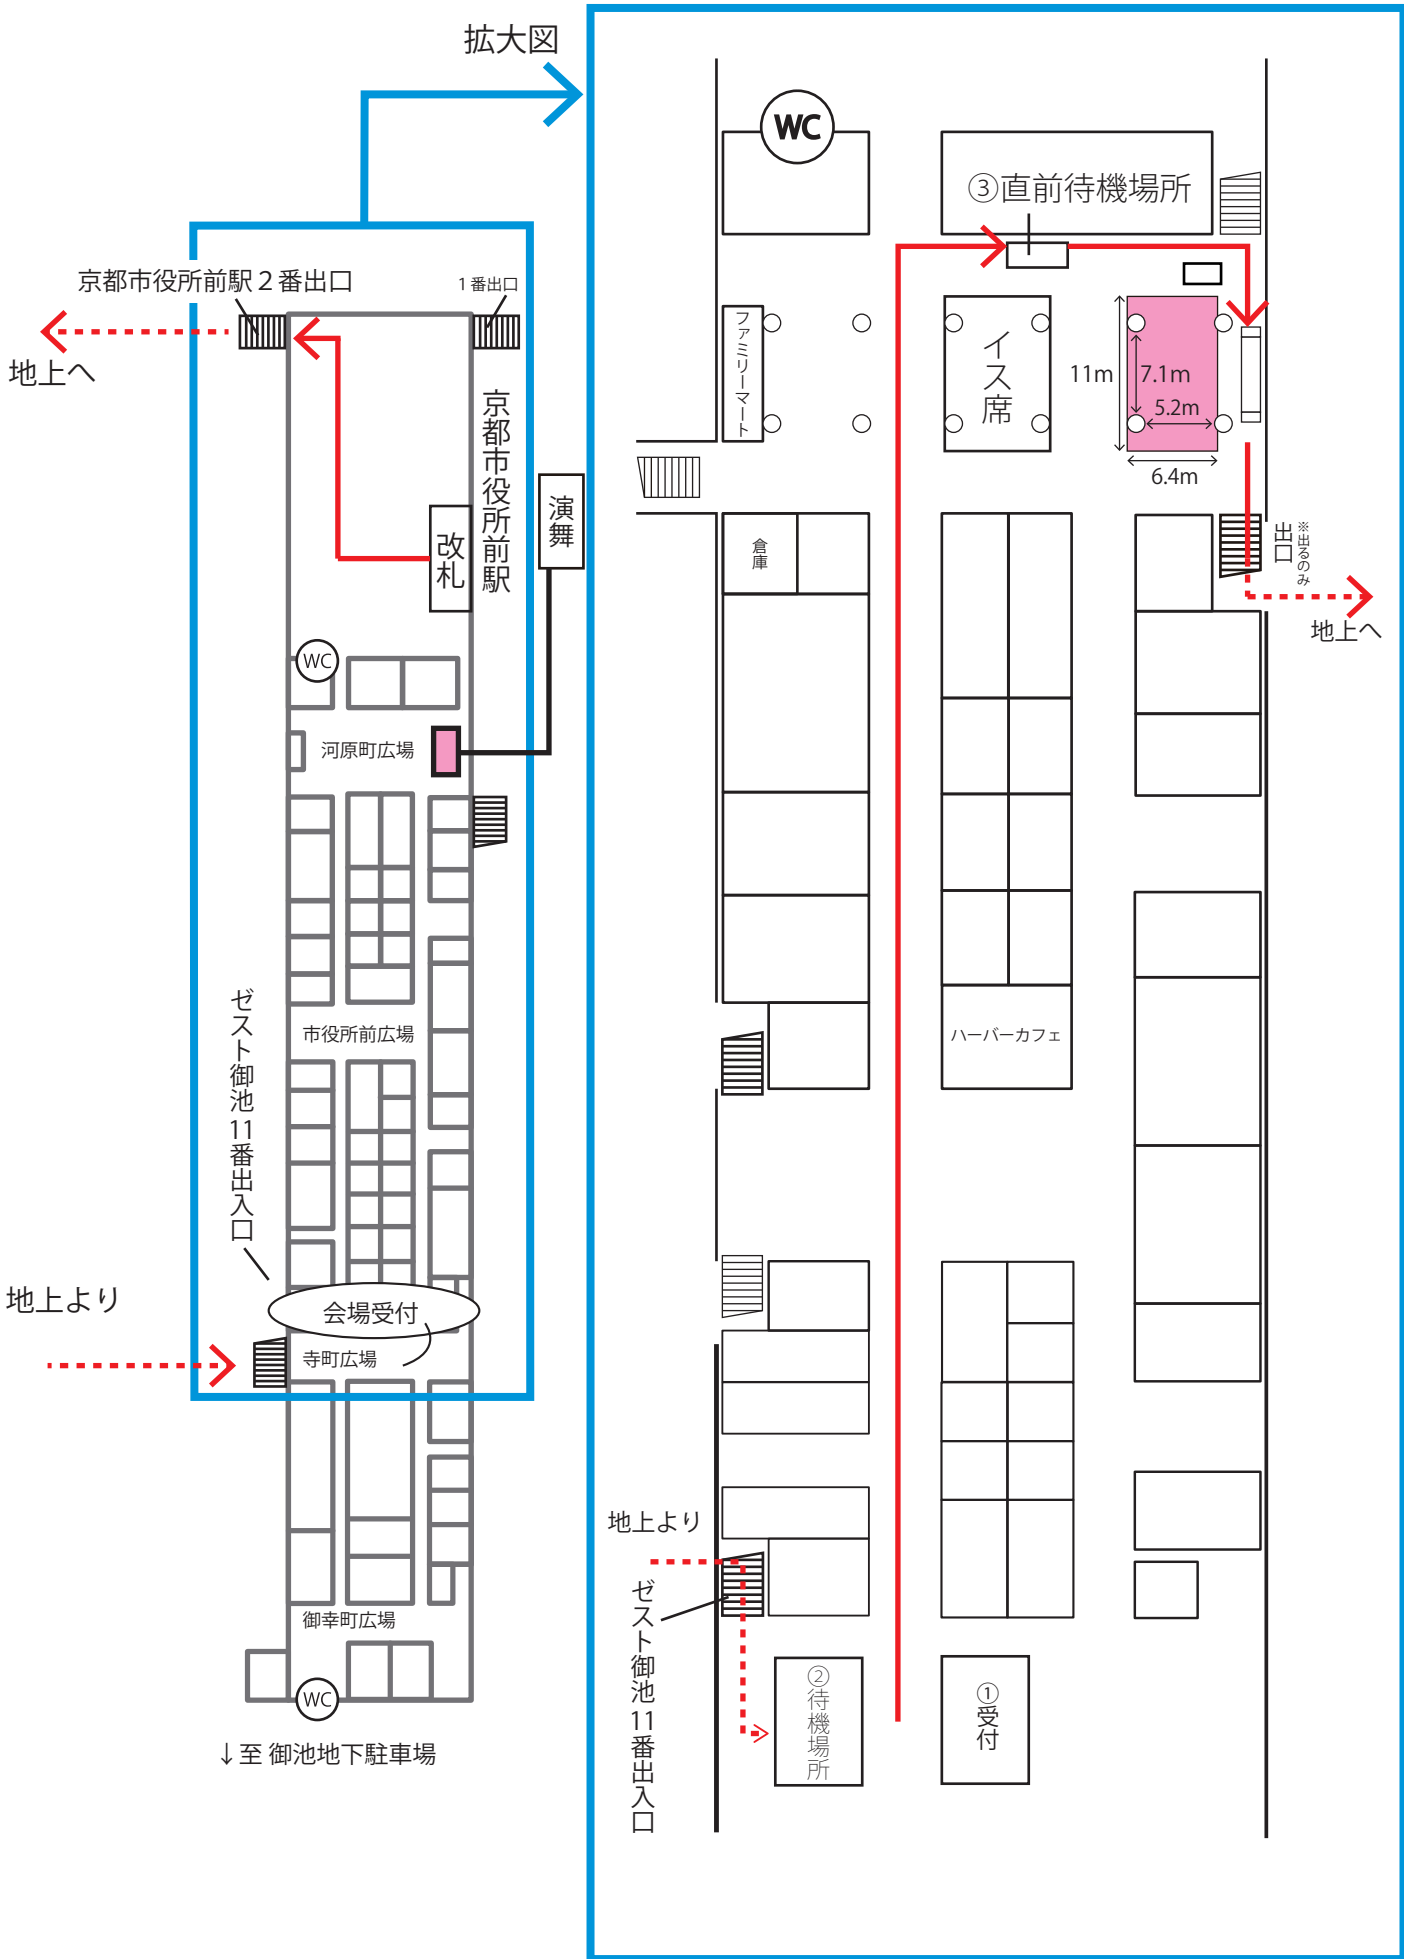 拡大図
京都市役所前駅２番出口
１番出口
地上へ
京都市役所前駅
改札
演舞
WC
河原町広場
市役所前広場
ゼスト御池11番出入口
地上より
会場受付
寺町広場
御幸町広場
WC
↓至 御池地下駐車場
WC
③直前待機場所
ファミリーマート
イス席
11m
7.1m
5.2m
6.4m
倉庫
出口
※出るのみ
地上へ
ハーバーカフェ
地上より
ゼスト御池11番出入口
②待機場所
①受付